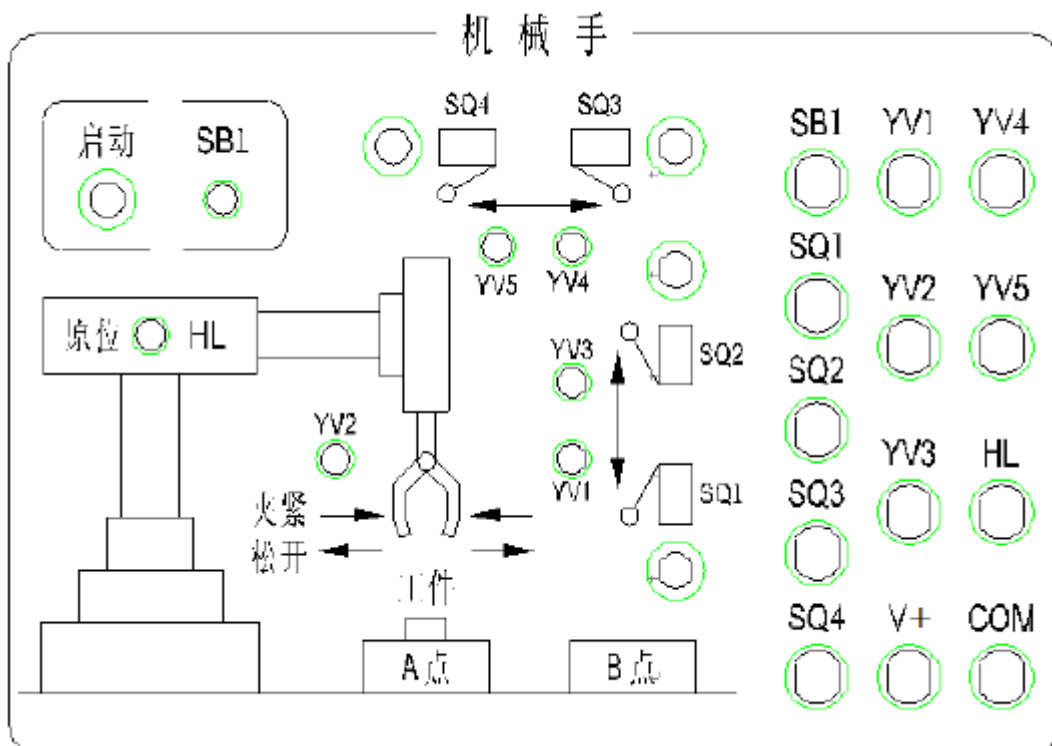 机 械 手
SQ4 SQ3
启动 SB1
SB1 YV1 YV4
SQ1
YV5 YV4
YV2 YV5
原位 HL
YV3 SQ2
SQ2
YV2
YV3 HL
YV1 SQ1
SQ3
夹紧
松开
工件
SQ4 V+ COM
A点 B点